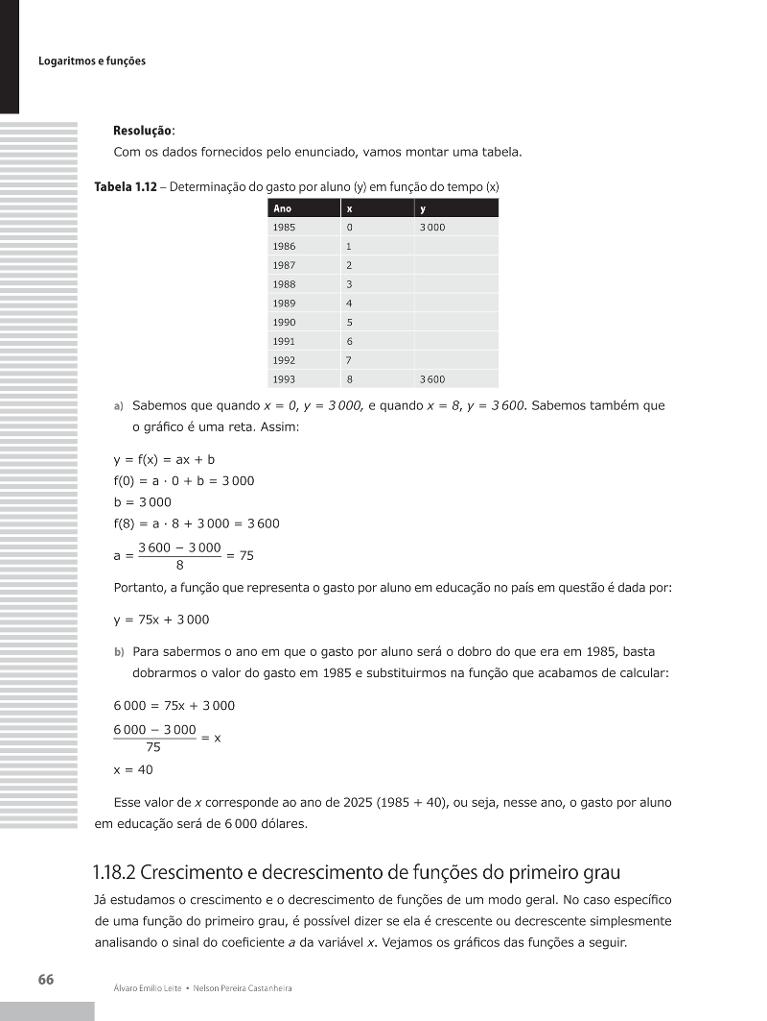 Logaritmos e funções
Resolução:
Com os dados fornecidos pelo enunciado, vamos montar uma tabela.
Tabela 1.12 – Determinação do gasto por aluno (y) em função do tempo (x)
Ano x y
1985 0 3 000
1986 1
1987 2
1988 3
1989 4
1990 5
1991 6
1992 7
1993 8 3 600
a) Sabemos que quando x = 0, y = 3 000, e quando x = 8, y = 3 600. Sabemos também que
o gráfico é uma reta. Assim:
y = f(x) = ax + b
f(0) = a · 0 + b = 3 000
b = 3 000
f(8) = a · 8 + 3 000 = 3 600
a = 3 600 − 3 000 / 8 = 75
Portanto, a função que representa o gasto por aluno em educação no país em questão é dada por:
y = 75x + 3 000
b) Para sabermos o ano em que o gasto por aluno será o dobro do que era em 1985, basta
dobrarmos o valor do gasto em 1985 e substituirmos na função que acabamos de calcular:
6 000 = 75x + 3 000
6 000 − 3 000 / 75 = x
x = 40
Esse valor de x corresponde ao ano de 2025 (1985 + 40), ou seja, nesse ano, o gasto por aluno
em educação será de 6 000 dólares.
1.18.2 Crescimento e decrescimento de funções do primeiro grau
Já estudamos o crescimento e o decrescimento de funções de um modo geral. No caso específico
de uma função do primeiro grau, é possível dizer se ela é crescente ou decrescente simplesmente
analisando o sinal do coeficiente a da variável x. Vejamos os gráficos das funções a seguir.
66
Álvaro Emílio Leite • Nelson Pereira Castanheira